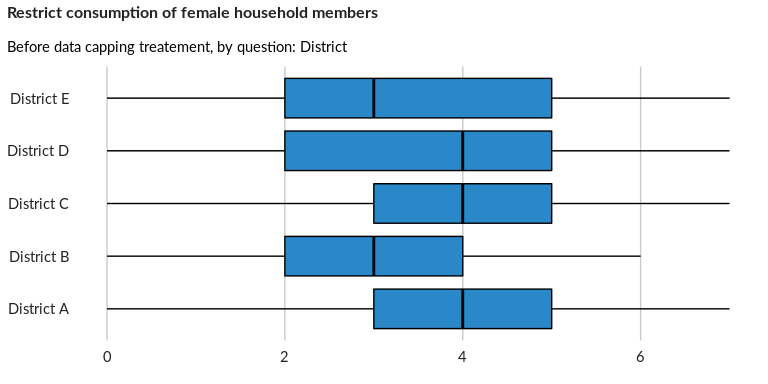 Restrict consumption of female household members
Before data capping treatement, by question: District
District E
District D
District C
District B
District A
0 2 4 6